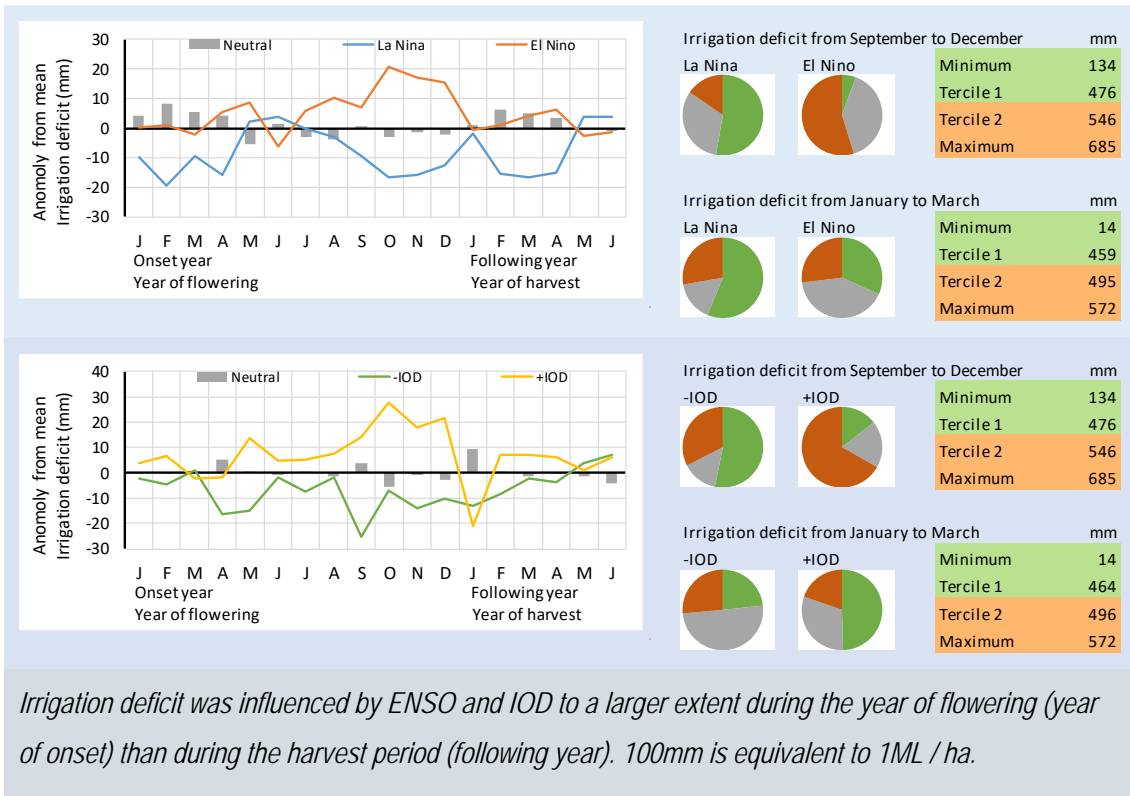 30
20
10
0
-10
-20
-30
Anomoly from mean
Irrigation deficit (mm)
Neutral La Nina El Nino
J F M A M J J A S O N D J F M A M J
Onset year Following year
Year of flowering Year of harvest
Irrigation deficit from September to December mm
La Nina El Nino
Minimum 134
Tercile 1 476
Tercile 2 546
Maximum 685
Irrigation deficit from January to March mm
La Nina El Nino
Minimum 14
Tercile 1 459
Tercile 2 495
Maximum 572
40
30
20
10
0
-10
-20
-30
Anomoly from mean
Irrigation deficit (mm)
Neutral -IOD +IOD
J F M A M J J A S O N D J F M A M J
Onset year Following year
Year of flowering Year of harvest
Irrigation deficit from September to December mm
-IOD +IOD
Minimum 134
Tercile 1 476
Tercile 2 546
Maximum 685
Irrigation deficit from January to March mm
-IOD +IOD
Minimum 14
Tercile 1 464
Tercile 2 496
Maximum 572
Irrigation deficit was influenced by ENSO and IOD to a larger extent during the year of flowering (year
of onset) than during the harvest period (following year). 100mm is equivalent to 1ML / ha.